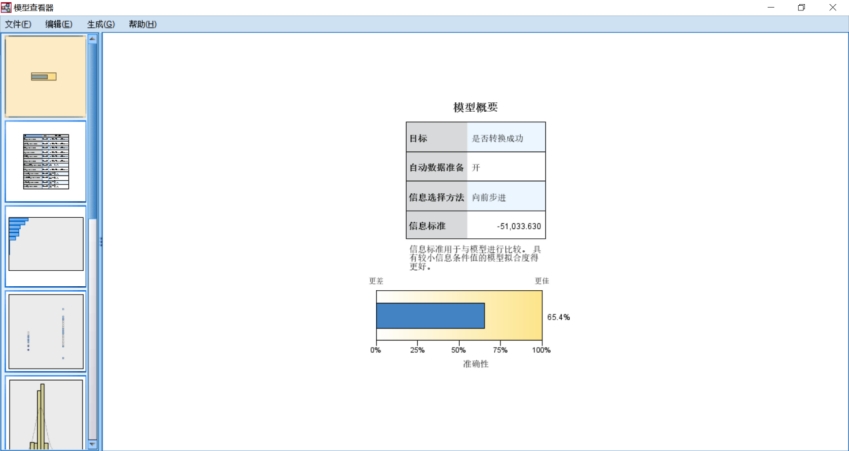 模型查看器
文件(F) 编辑(E) 生成(G) 帮助(H)
模型概要
目标 是否转换成功
自动数据准备 开
信息选择方法 向前步进
信息标准 -51,033.630
信息标准用于与模型进行比较。 具
有较小信息条件值的模型拟合度得
更好。
更差 更佳
65.4%
0% 25% 50% 75% 100%
准确性